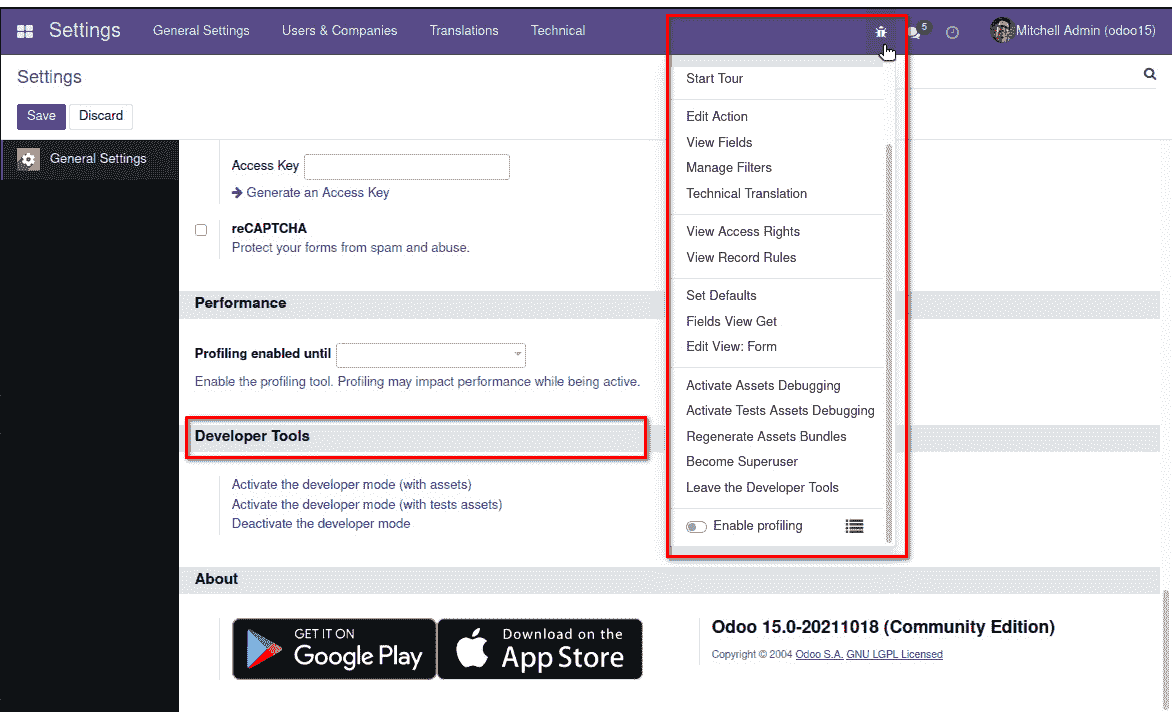 Settings
General Settings
Users & Companies
Translations
Technical
5
Mitchell Admin (odoo15)
Settings
Save
Discard
General Settings
Access Key
Generate an Access Key
reCAPTCHA
Protect your forms from spam and abuse.
Performance
Profiling enabled until
Enable the profiling tool. Profiling may impact performance while being active.
Developer Tools
Activate the developer mode (with assets)
Activate the developer mode (with tests assets)
Deactivate the developer mode
Start Tour
Edit Action
View Fields
Manage Filters
Technical Translation
View Access Rights
View Record Rules
Set Defaults
Fields View Get
Edit View: Form
Activate Assets Debugging
Activate Tests Assets Debugging
Regenerate Assets Bundles
Become Superuser
Leave the Developer Tools
Enable profiling
About
GET IT ON
Google Play
Download on the
App Store
Odoo 15.0-20211018 (Community Edition)
Copyright © 2004 Odoo S.A. GNU LGPL Licensed